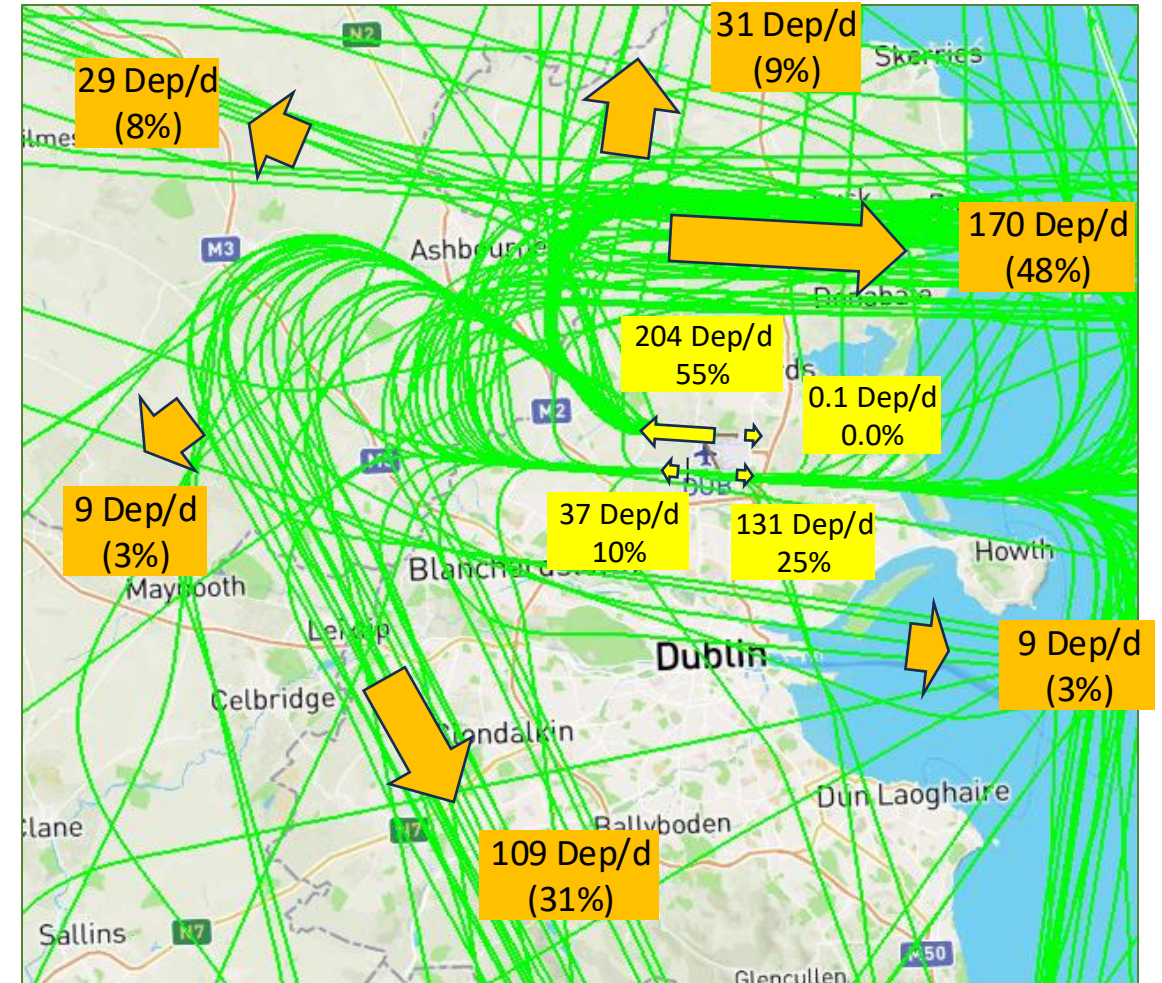 31 Dep/d
(9%)
N2
Skerries
29 Dep/d
(8%)
M3
Ashbourne
170 Dep/d
(48%)
204 Dep/d
55%
0.1 Dep/d
0.0%
M2
DUB
37 Dep/d
10%
131 Dep/d
25%
9 Dep/d
(3%)
Howth
Maynooth
Leixlip
Dublin
9 Dep/d
(3%)
Celbridge
Clondalkin
Dun Laoghaire
Ballyboden
N7
109 Dep/d
(31%)
Sallins
N7
M50
Glencullen